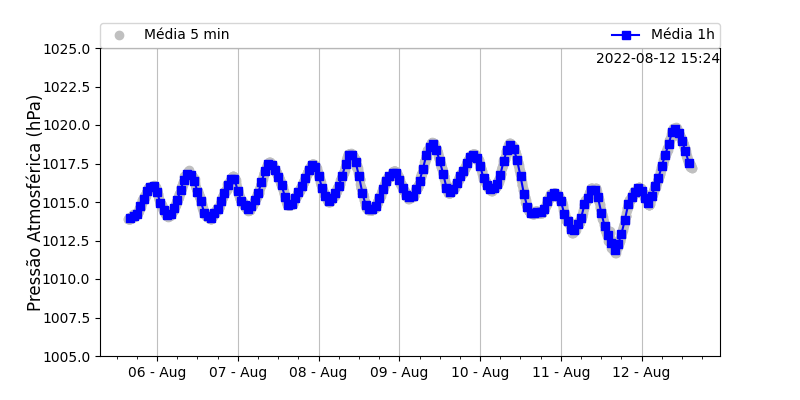 Média 5 min
Média 1h
2022-08-12 15:24
Pressão Atmosférica (hPa)
1025.0
1022.5
1020.0
1017.5
1015.0
1012.5
1010.0
1007.5
1005.0
06 - Aug
07 - Aug
08 - Aug
09 - Aug
10 - Aug
11 - Aug
12 - Aug